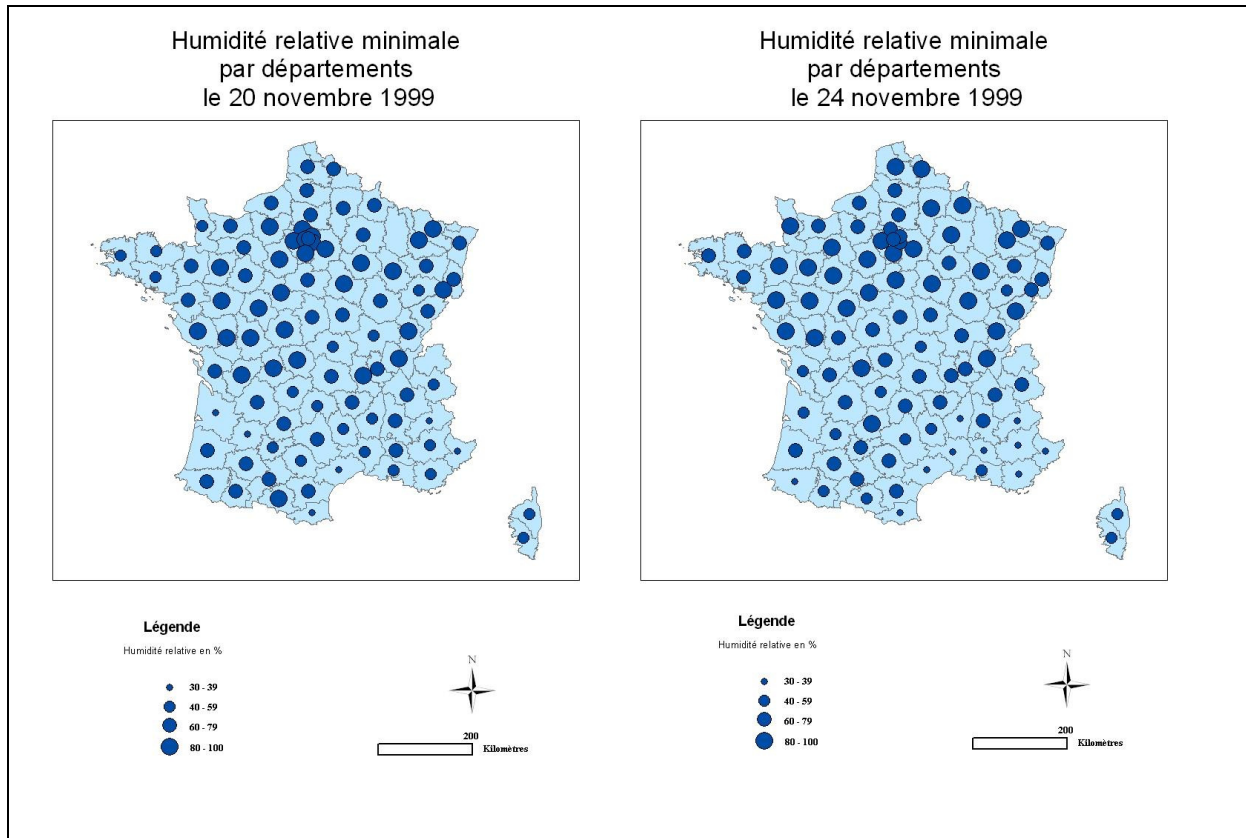 Humidité relative minimale
par départements
le 20 novembre 1999
Légende
Humidité relative en %
30 - 39
40 - 59
60 - 79
80 - 100
N
200
Kilomètres
Humidité relative minimale
par départements
le 24 novembre 1999
Légende
Humidité relative en %
30 - 39
40 - 59
60 - 79
80 - 100
N
200
Kilomètres